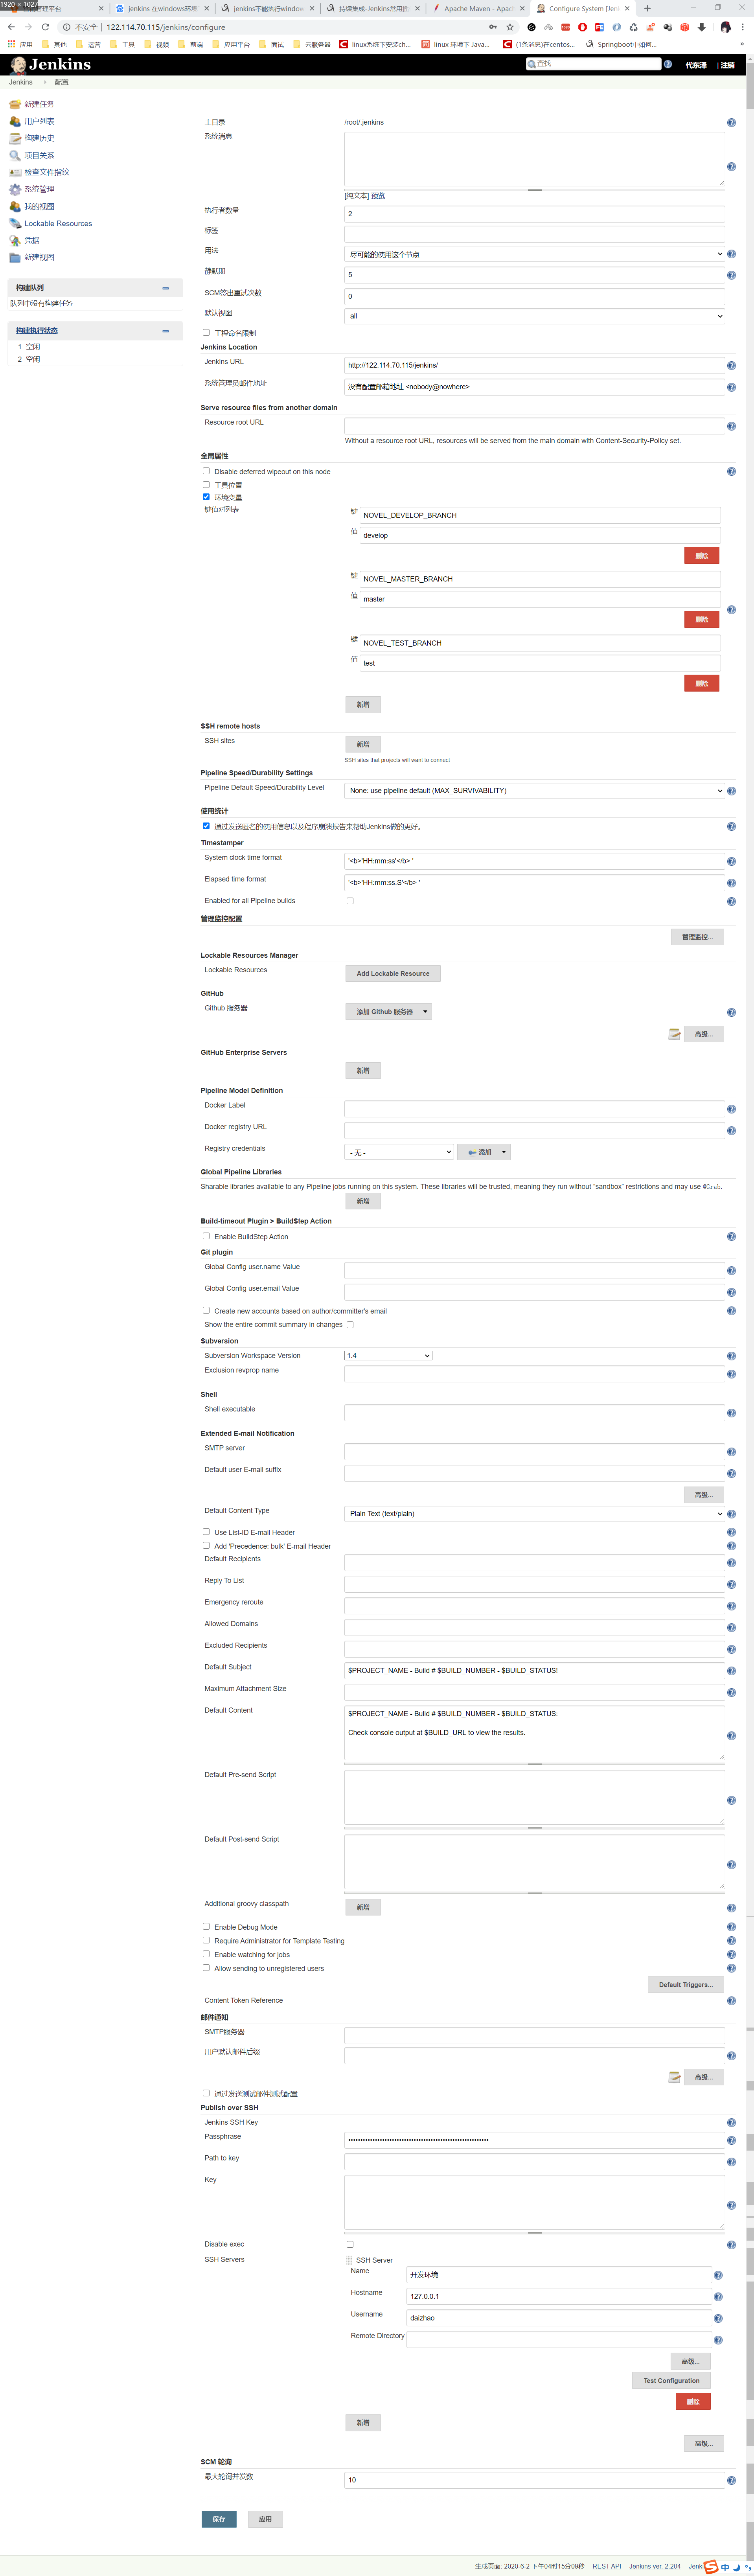 1920 × 1027
管理平台
jenkins 在windows环境
jenkins不能执行window
持续集成-Jenkins常用插
Apache Maven - Apach
Configure System [Jen
不安全 | 122.114.70.115/jenkins/configure
应用 其他 运营 工具 视频 前端 应用平台 面试 云服务器 linux系统下安装ch... linux 环境下 Java... (1条消息)在centos... Springboot中如何... »
Jenkins
查找
代东泽 | 注销
Jenkins › 配置
新建任务
用户列表
构建历史
项目关系
检查文件指纹
系统管理
我的视图
Lockable Resources
凭据
新建视图
构建队列
队列中没有构建任务
构建执行状态
1 空闲
2 空闲
主目录 /root/.jenkins
系统消息
[纯文本] 预览
执行者数量 2
标签
用法 尽可能的使用这个节点
静默期 5
SCM签出重试次数 0
默认视图 all
工程命名限制
Jenkins Location
Jenkins URL http://122.114.70.115/jenkins/
系统管理员邮件地址 没有配置邮箱地址 <nobody@nowhere>
Serve resource files from another domain
Resource root URL
Without a resource root URL, resources will be served from the main domain with Content-Security-Policy set.
全局属性
Disable deferred wipeout on this node
工具位置
环境变量
键值对列表
键 NOVEL_DEVELOP_BRANCH
值 develop
删除
键 NOVEL_MASTER_BRANCH
值 master
删除
键 NOVEL_TEST_BRANCH
值 test
删除
新增
SSH remote hosts
SSH sites 新增
SSH sites that projects will want to connect
Pipeline Speed/Durability Settings
Pipeline Default Speed/Durability Level None: use pipeline default (MAX_SURVIVABILITY)
使用统计
通过发送匿名的使用信息以及程序崩溃报告来帮助Jenkins做的更好。
Timestamper
System clock time format '<b>'HH:mm:ss'</b> '
Elapsed time format '<b>'HH:mm:ss.S'</b> '
Enabled for all Pipeline builds
管理监控配置
管理监控...
Lockable Resources Manager
Lockable Resources Add Lockable Resource
GitHub
Github 服务器 添加 Github 服务器
高级...
GitHub Enterprise Servers
新增
Pipeline Model Definition
Docker Label
Docker registry URL
Registry credentials - 无 - 添加
Global Pipeline Libraries
Sharable libraries available to any Pipeline jobs running on this system. These libraries will be trusted, meaning they run without “sandbox” restrictions and may use @Grab.
新增
Build-timeout Plugin > BuildStep Action
Enable BuildStep Action
Git plugin
Global Config user.name Value
Global Config user.email Value
Create new accounts based on author/committer's email
Show the entire commit summary in changes
Subversion
Subversion Workspace Version 1.4
Exclusion revprop name
Shell
Shell executable
Extended E-mail Notification
SMTP server
Default user E-mail suffix
高级...
Default Content Type Plain Text (text/plain)
Use List-ID E-mail Header
Add 'Precedence: bulk' E-mail Header
Default Recipients
Reply To List
Emergency reroute
Allowed Domains
Excluded Recipients
Default Subject $PROJECT_NAME - Build # $BUILD_NUMBER - $BUILD_STATUS!
Maximum Attachment Size
Default Content $PROJECT_NAME - Build # $BUILD_NUMBER - $BUILD_STATUS:
Check console output at $BUILD_URL to view the results.
Default Pre-send Script
Default Post-send Script
Additional groovy classpath 新增
Enable Debug Mode
Require Administrator for Template Testing
Enable watching for jobs
Allow sending to unregistered users
Default Triggers...
Content Token Reference
邮件通知
SMTP服务器
用户默认邮件后缀
高级...
通过发送测试邮件测试配置
Publish over SSH
Jenkins SSH Key
Passphrase
Path to key
Key
Disable exec
SSH Servers SSH Server
Name 开发环境
Hostname 127.0.0.1
Username daizhao
Remote Directory
高级...
Test Configuration
删除
新增
高级...
SCM 轮询
最大轮询并发数 10
保存 应用
生成页面: 2020-6-2 下午04时15分09秒 REST API Jenkins ver. 2.204 Jenk
中